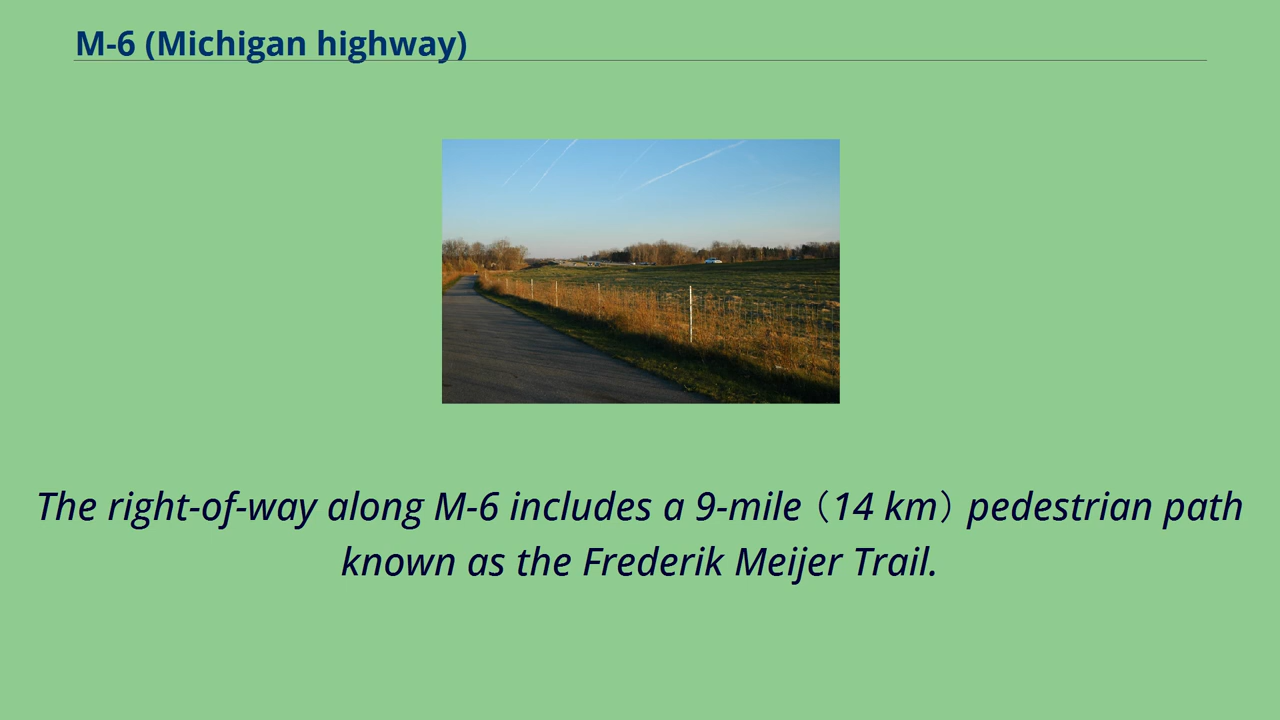 M-6 (Michigan highway)
The right-of-way along M-6 includes a 9-mile（14 km）pedestrian path
known as the Frederik Meijer Trail.